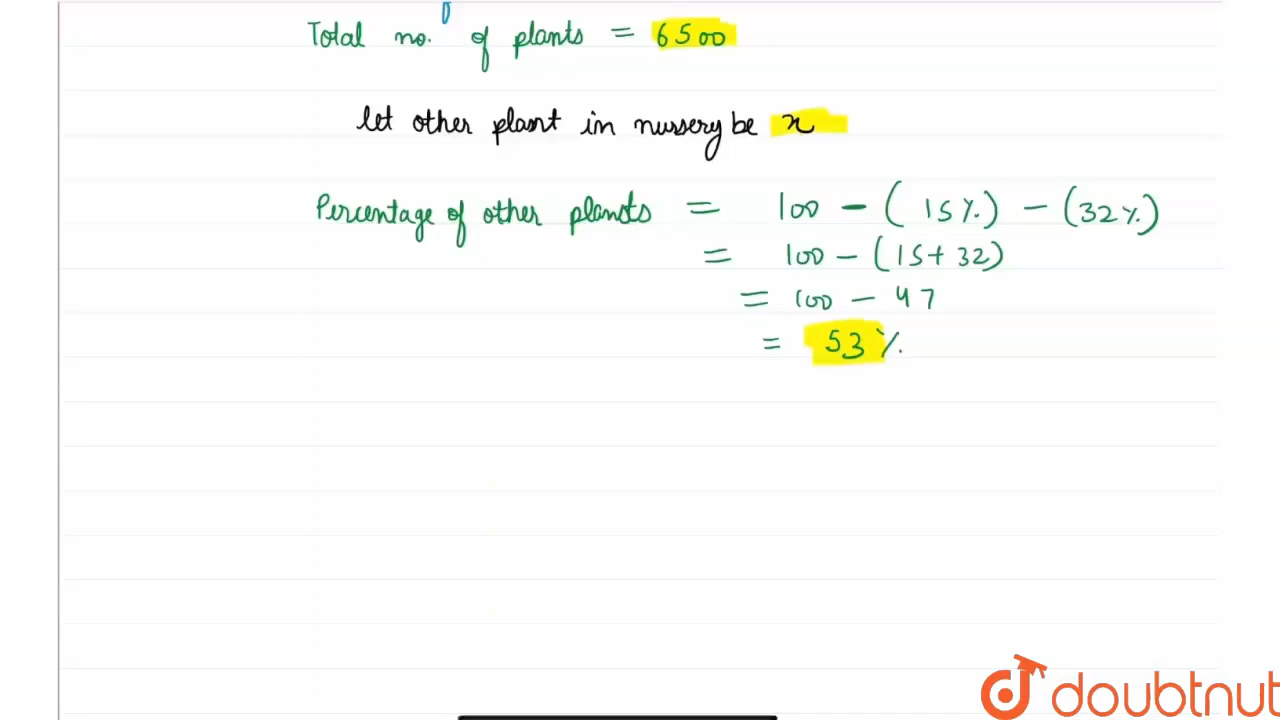 Total no. of plants = 6500
let other plant in nursery be x
Percentage of other plants = 100 - (15%) - (32%)
= 100 - (15+32)
= 100 - 47
= 53%
doubtnut